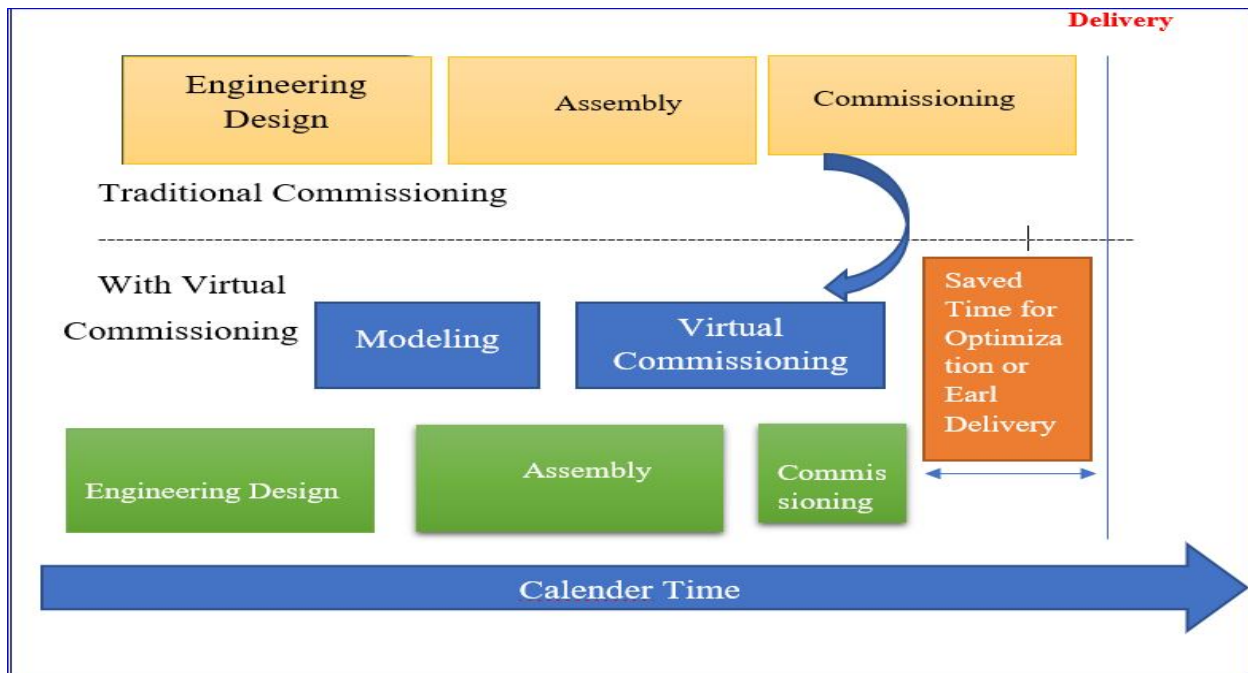 Delivery
Engineering
Design
Assembly
Commissioning
Traditional Commissioning
With Virtual
Commissioning
Modeling
Virtual
Commissioning
Saved
Time for
Optimiza
tion or
Earl
Delivery
Engineering Design
Assembly
Commis
sioning
Calender Time